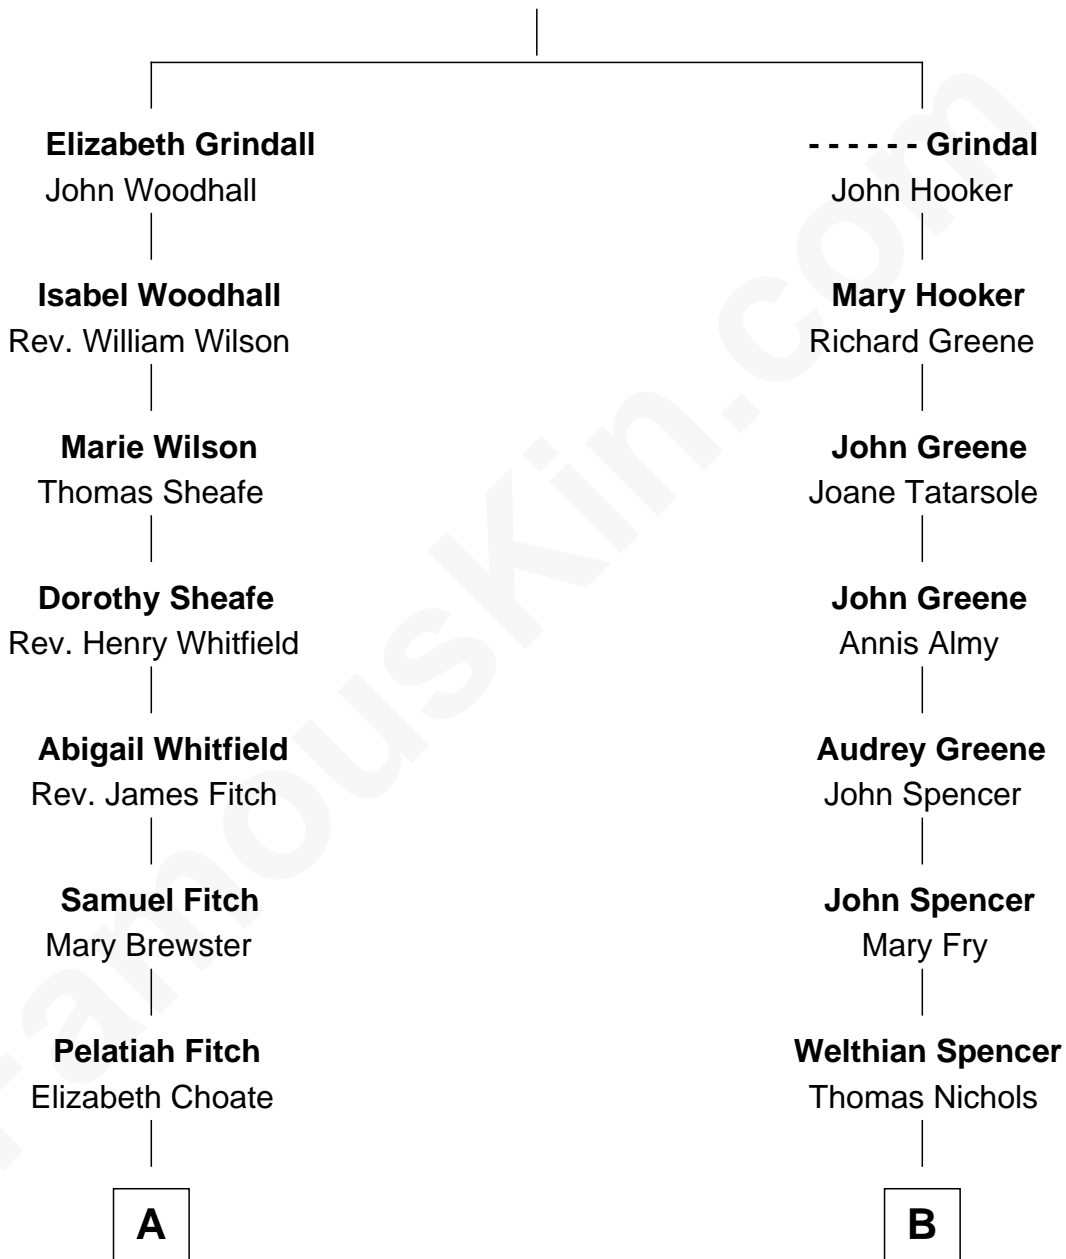 Elizabeth Grindall
John Woodhall
Isabel Woodhall
Rev. William Wilson
Marie Wilson
Thomas Sheafe
Dorothy Sheafe
Rev. Henry Whitfield
Abigail Whitfield
Rev. James Fitch
Samuel Fitch
Mary Brewster
Pelatiah Fitch
Elizabeth Choate
A
- - - - - - Grindal
John Hooker
Mary Hooker
Richard Greene
John Greene
Joane Tatarsole
John Greene
Annis Almy
Audrey Greene
John Spencer
John Spencer
Mary Fry
Welthian Spencer
Thomas Nichols
B
FamousKin.com